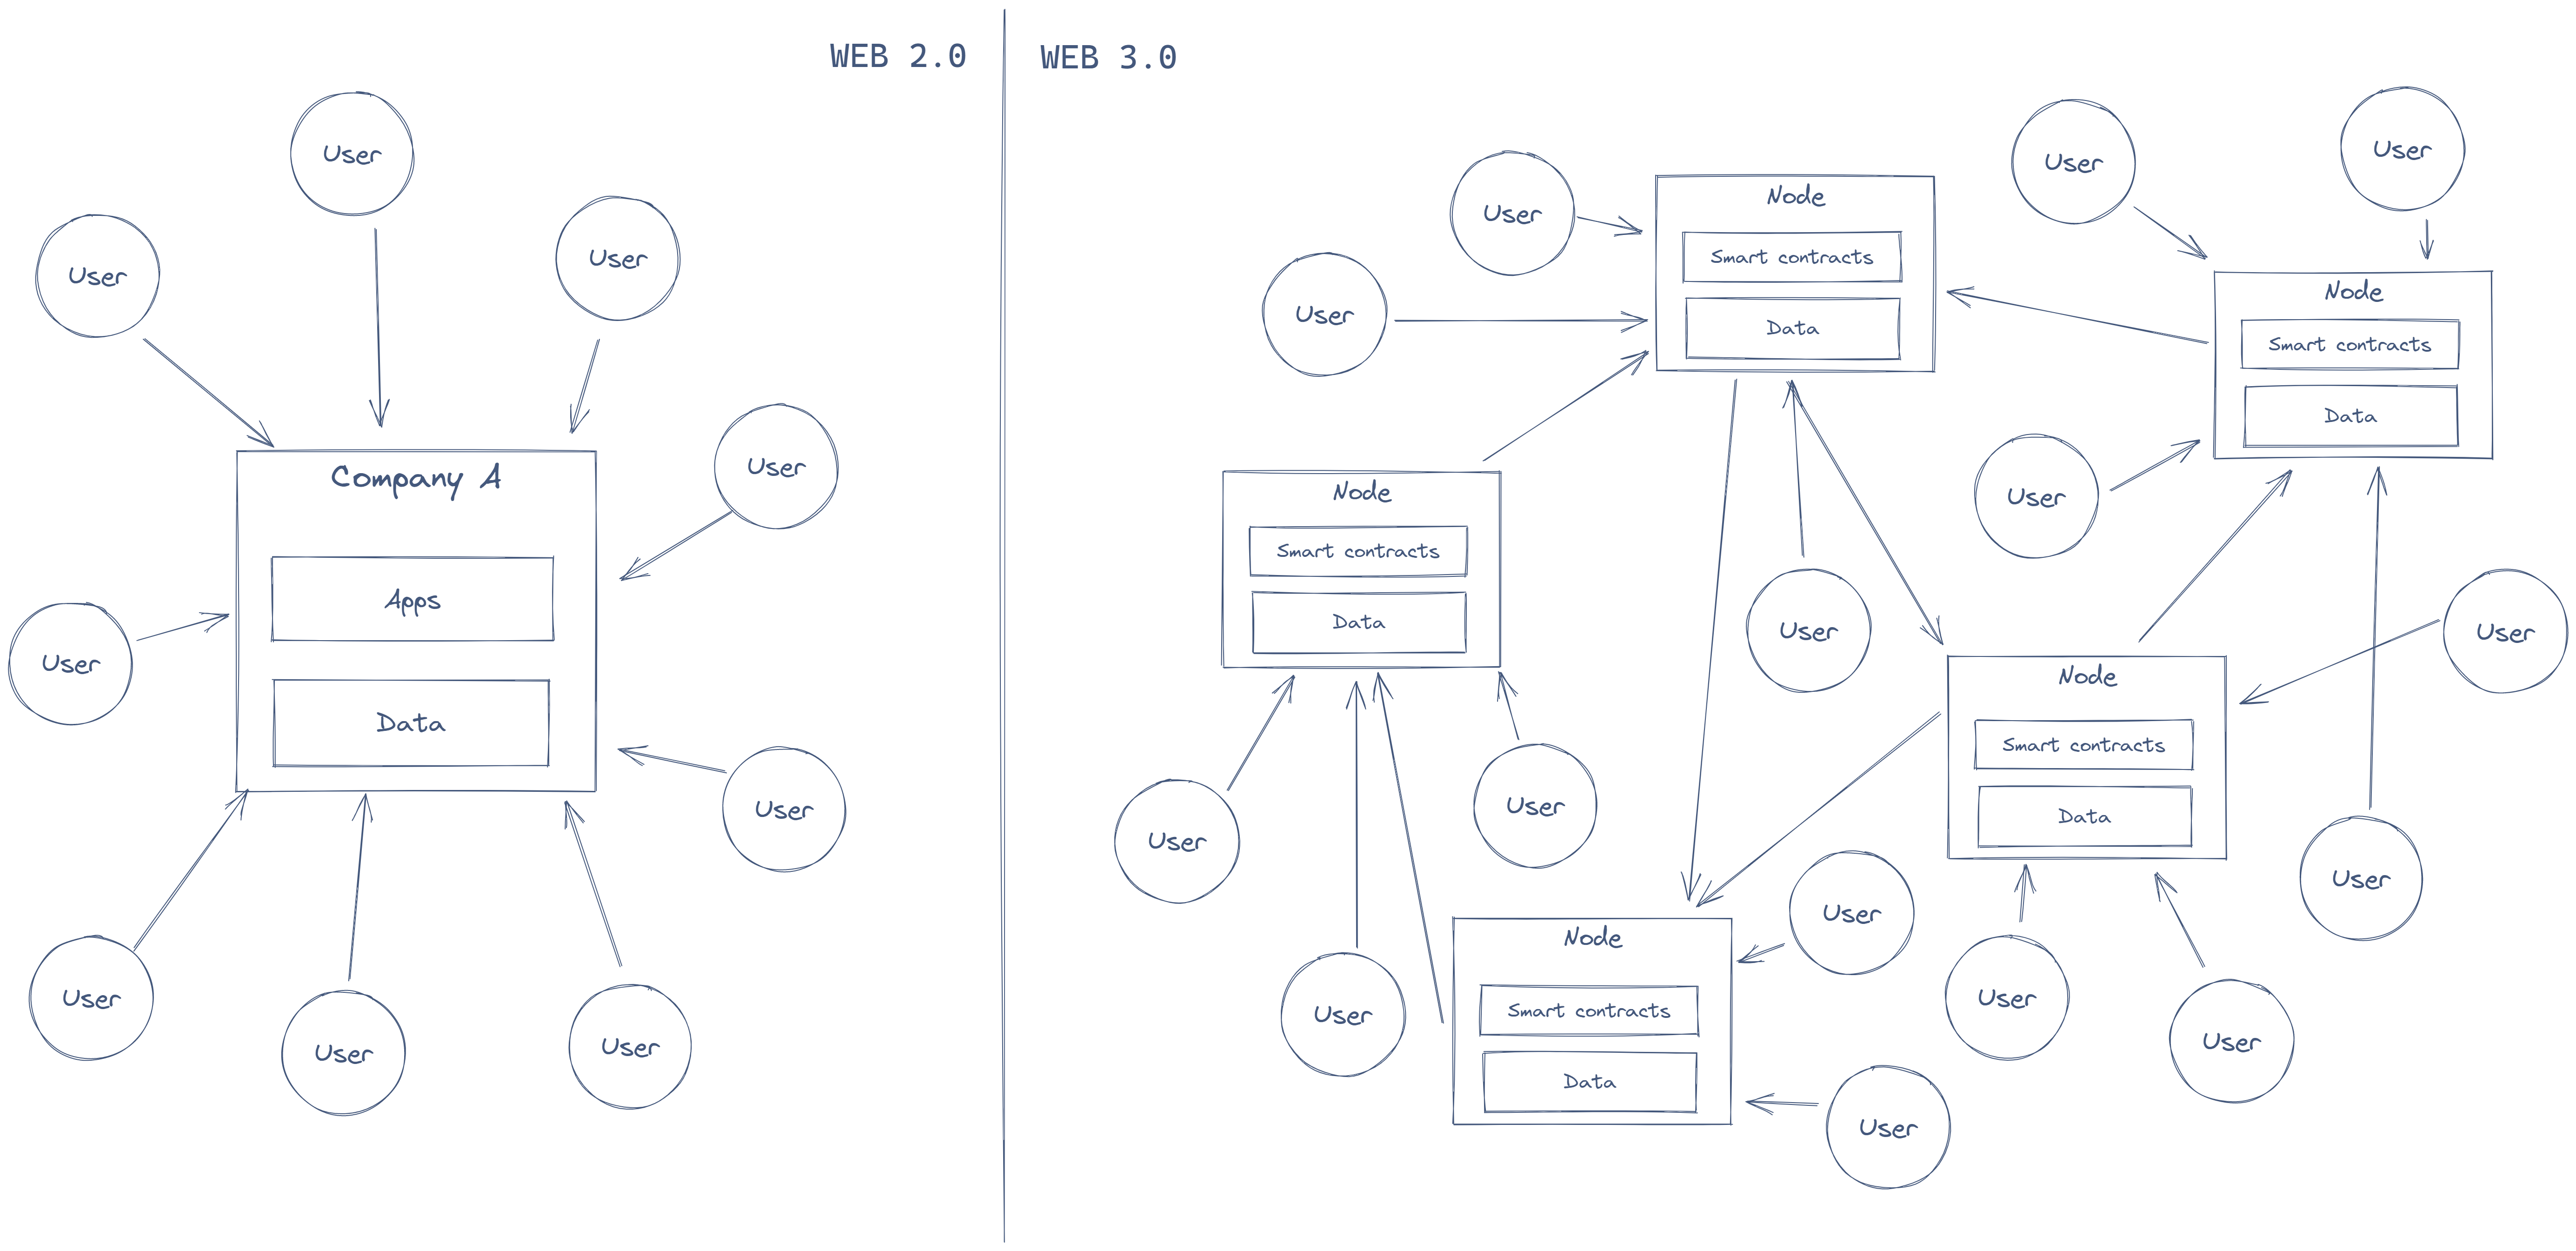 WEB 2.0
User
User
User
User
Company A
Apps
Data
User
User
User
User
User
WEB 3.0
User
User
User
User
Node
Smart contracts
Data
Node
Smart contracts
Data
User
Node
Smart contracts
Data
User
User
Node
Smart contracts
Data
User
User
User
User
User
Node
Smart contracts
Data
User
User
User
User